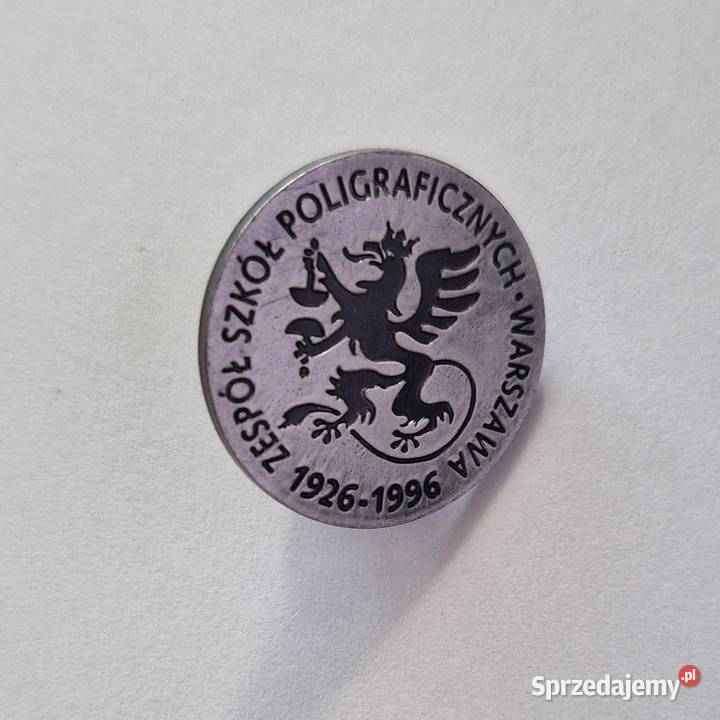 ZESPÓŁ SZKÓŁ POLIGRAFICZNYCH · WARSZAWA
1926-1996
Sprzedajemy.pl